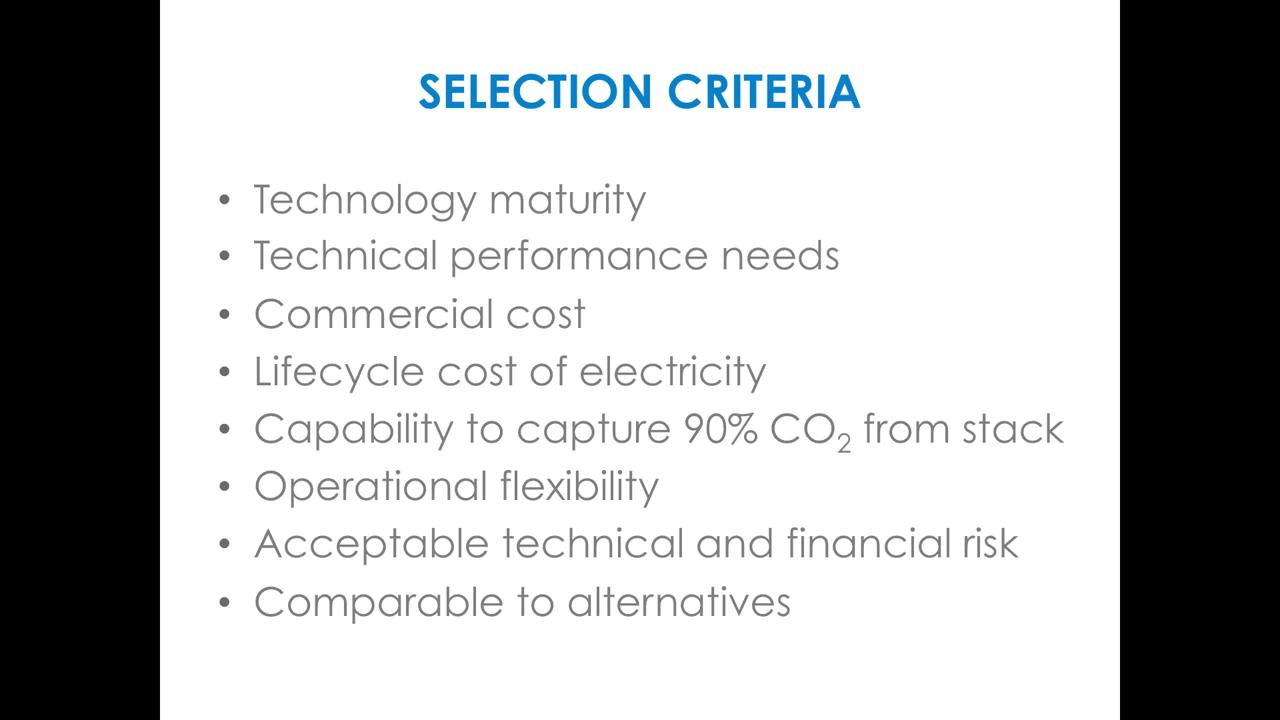 SELECTION CRITERIA
• Technology maturity
• Technical performance needs
• Commercial cost
• Lifecycle cost of electricity
• Capability to capture 90% CO₂ from stack
• Operational flexibility
• Acceptable technical and financial risk
• Comparable to alternatives